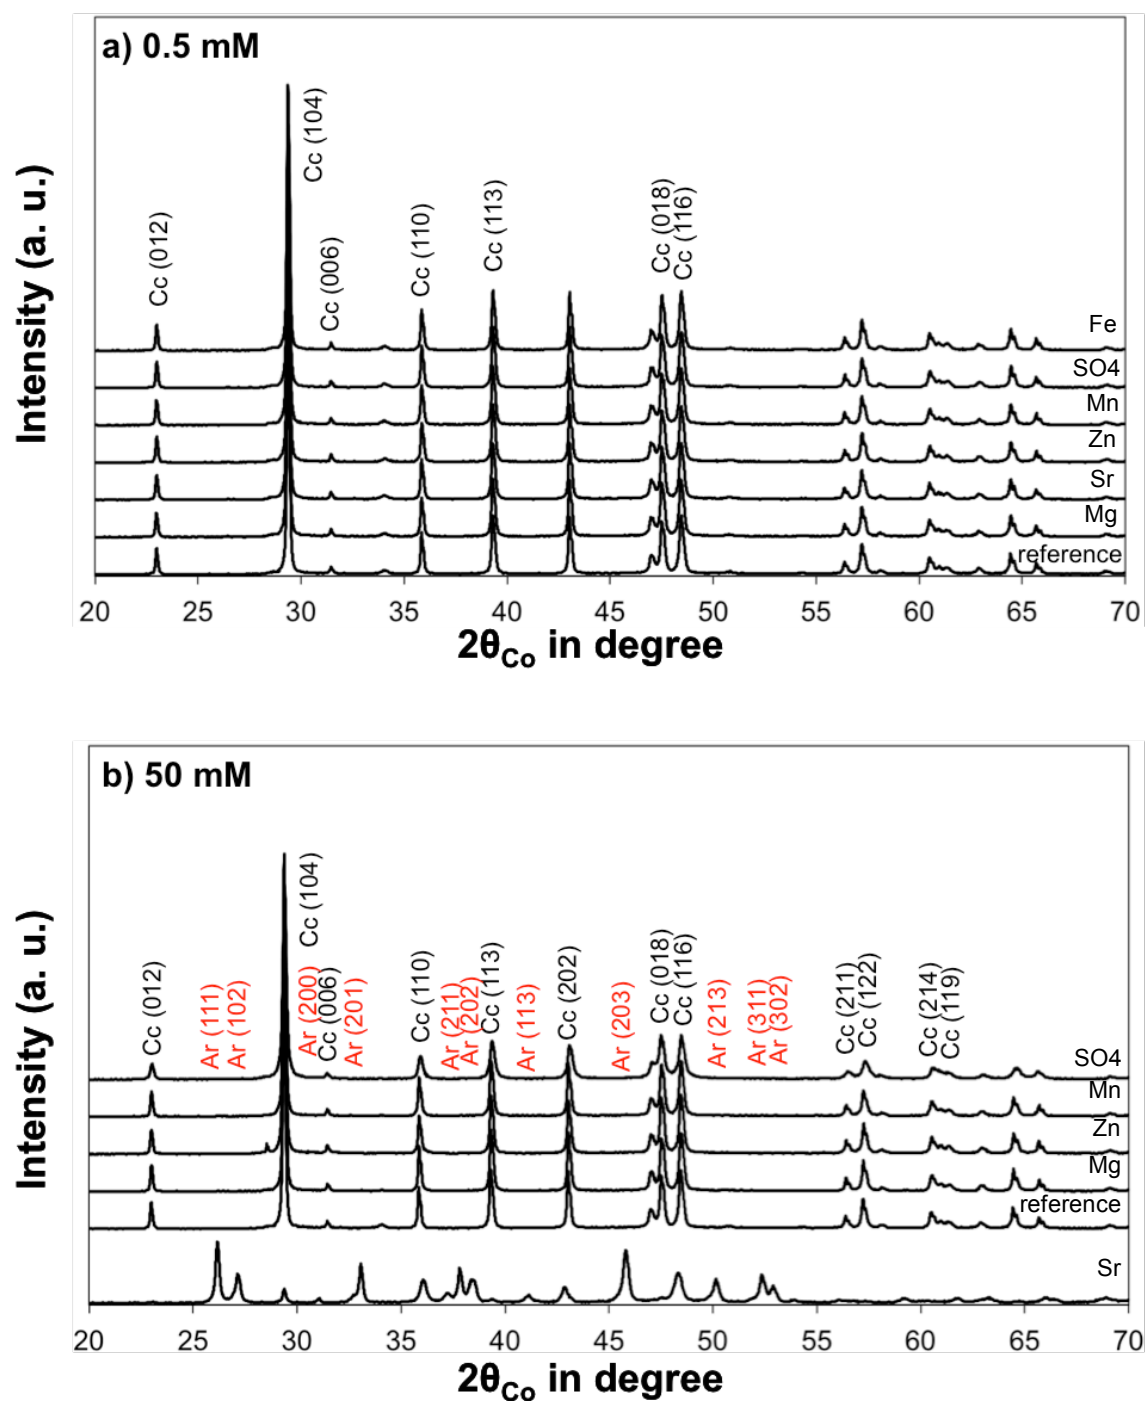 a) 0.5 mM
Intensity (a. u.)
Cc (012)
Cc (104)
Cc (006)
Cc (110)
Cc (113)
Cc (018)
Cc (116)
Fe
SO4
Mn
Zn
Sr
Mg
reference
20 25 30 35 40 45 50 55 60 65 70
2θCo in degree
b) 50 mM
Intensity (a. u.)
Cc (012)
Ar (111)
Ar (102)
Cc (104)
Ar (200)
Cc (006)
Ar (201)
Cc (110)
Ar (211)
Ar (202)
Cc (113)
Ar (113)
Cc (202)
Ar (203)
Cc (018)
Cc (116)
Ar (213)
Ar (311)
Ar (302)
Cc (211)
Cc (122)
Cc (214)
Cc (119)
SO4
Mn
Zn
Mg
reference
Sr
20 25 30 35 40 45 50 55 60 65 70
2θCo in degree